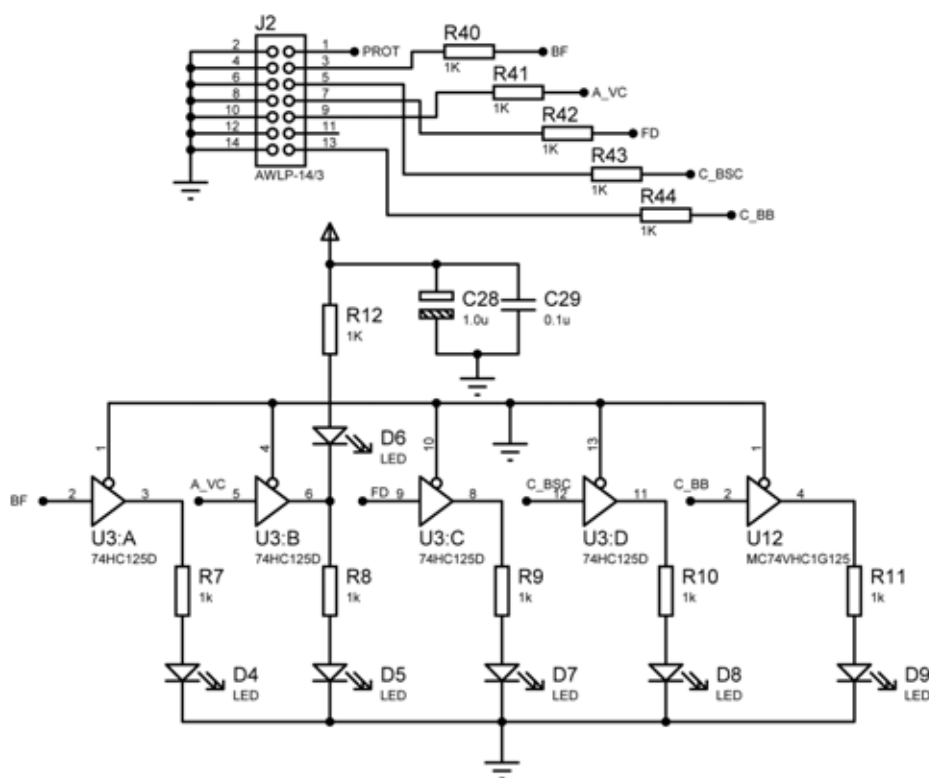 J2
R40
2 1 PROT BF
4 3 1K
6 5 R41
8 7 A_VC
10 9 1K
12 11 R42
14 13 FD
1K
AWLP-14/3
R43
C_BSC
1K
R44
C_BB
1K
R12
1K
C28
1.0u
C29
0.1u
1 4 10 13 1
D6
LED
BF 2 3
A_VC 5 6
FD 9 8
C_BSC 12 11
C_BB 2 4
U3:A U3:B U3:C U3:D U12
74HC125D 74HC125D 74HC125D 74HC125D MC74VHC1G125
R7 R8 R9 R10 R11
1k 1k 1k 1k 1k
D4 D5 D7 D8 D9
LED LED LED LED LED